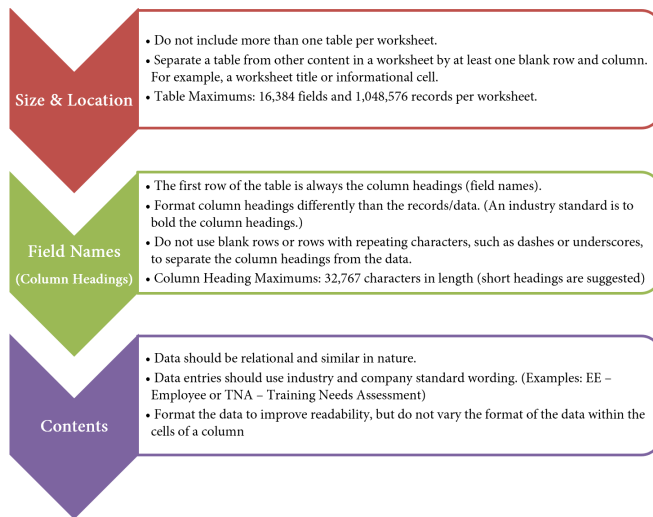 Size & Location
• Do not include more than one table per worksheet.
• Separate a table from other content in a worksheet by at least one blank row and column.
For example, a worksheet title or informational cell.
• Table Maximums: 16,384 fields and 1,048,576 records per worksheet.
Field Names
(Column Headings)
• The first row of the table is always the column headings (field names).
• Format column headings differently than the records/data. (An industry standard is to
bold the column headings.)
• Do not use blank rows or rows with repeating characters, such as dashes or underscores,
to separate the column headings from the data.
• Column Heading Maximums: 32,767 characters in length (short headings are suggested)
Contents
• Data should be relational and similar in nature.
• Data entries should use industry and company standard wording. (Examples: EE –
Employee or TNA – Training Needs Assessment)
• Format the data to improve readability, but do not vary the format of the data within the
cells of a column